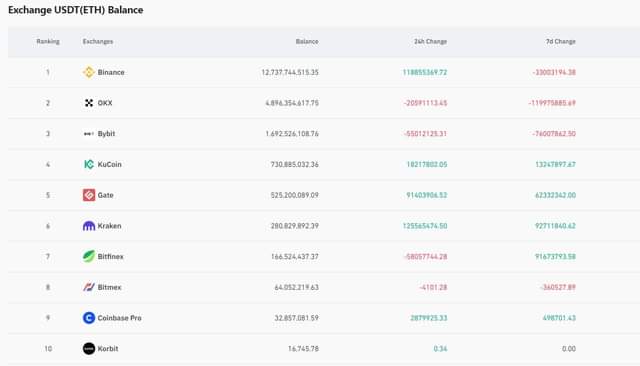 Exchange USDT(ETH) Balance
Ranking Exchanges Balance 24h Change 7d Change
1 Binance 12,737,744,515.35 118855369.72 -33003194.38
2 OKX 4,896,354,617.75 -20591113.45 -119975885.69
3 Bybit 1,692,526,108.76 -55012125.31 -76007862.50
4 KuCoin 730,885,032.36 18217802.05 13247897.67
5 Gate 525,200,089.09 91403906.52 62332342.00
6 Kraken 280,829,892.39 125565474.50 92711840.62
7 Bitfinex 166,524,437.37 -58057744.28 91673793.58
8 Bitmex 64,052,219.63 -4101.28 -360527.89
9 Coinbase Pro 32,857,081.59 2879925.33 498701.43
10 Korbit 16,745.78 0.34 0.00